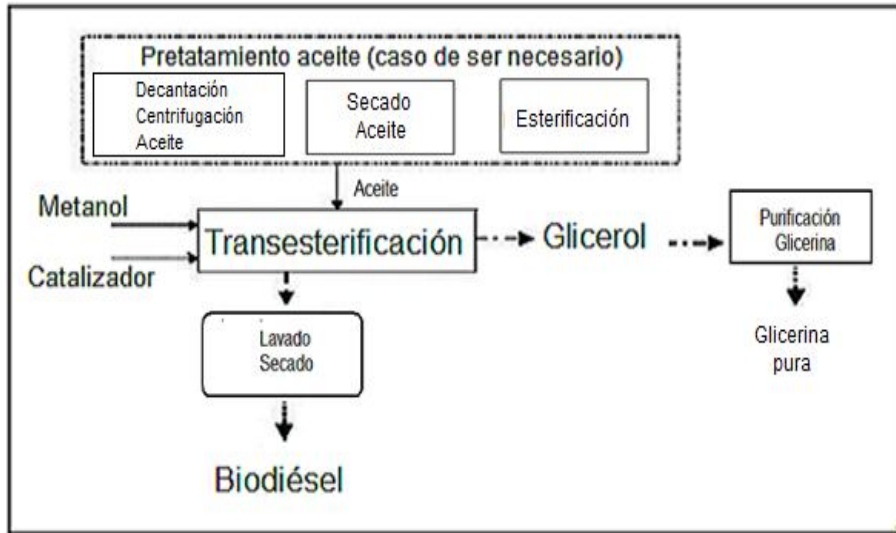 Pretatamiento aceite (caso de ser necesario)
Decantación
Centrifugación
Aceite
Secado
Aceite
Esterificación
Aceite
Metanol
Catalizador
Transesterificación
Glicerol
Purificación
Glicerina
Lavado
Secado
Glicerina
pura
Biodiésel